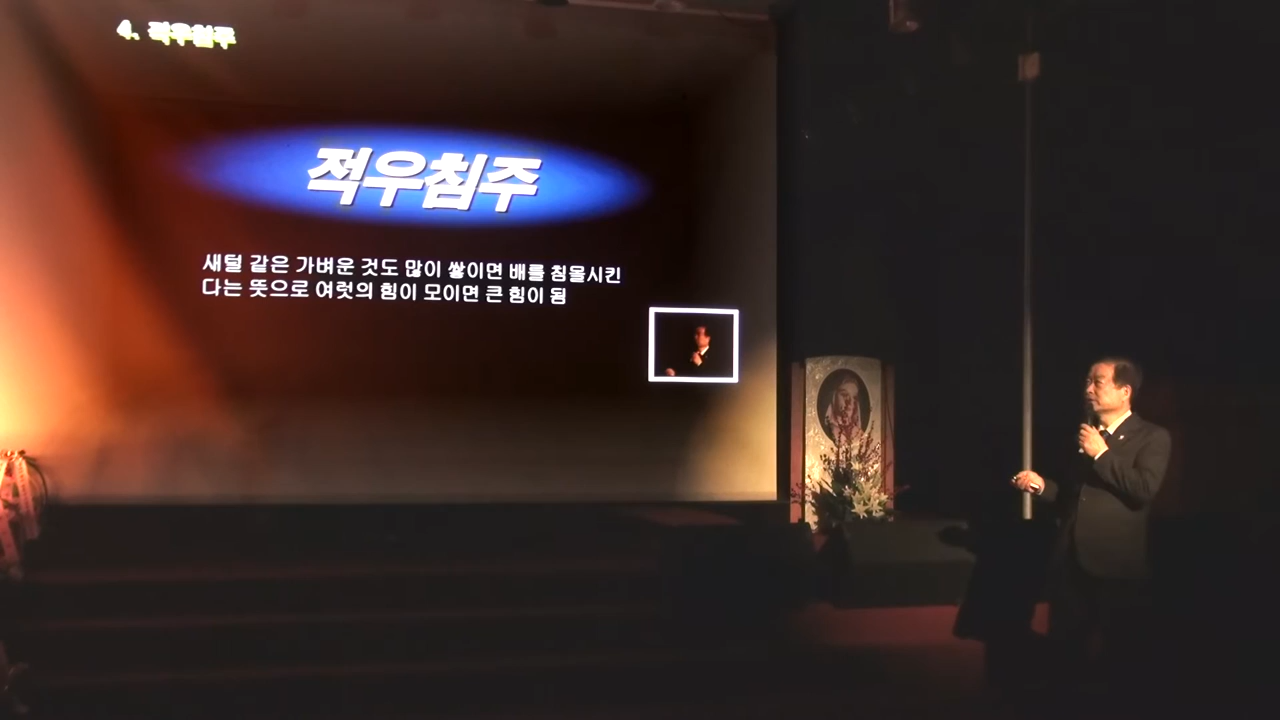 4. 적우침주
적우침주
새털 같은 가벼운 것도 많이 쌓이면 배를 침몰시킨
다는 뜻으로 여럿의 힘이 모이면 큰 힘이 됨